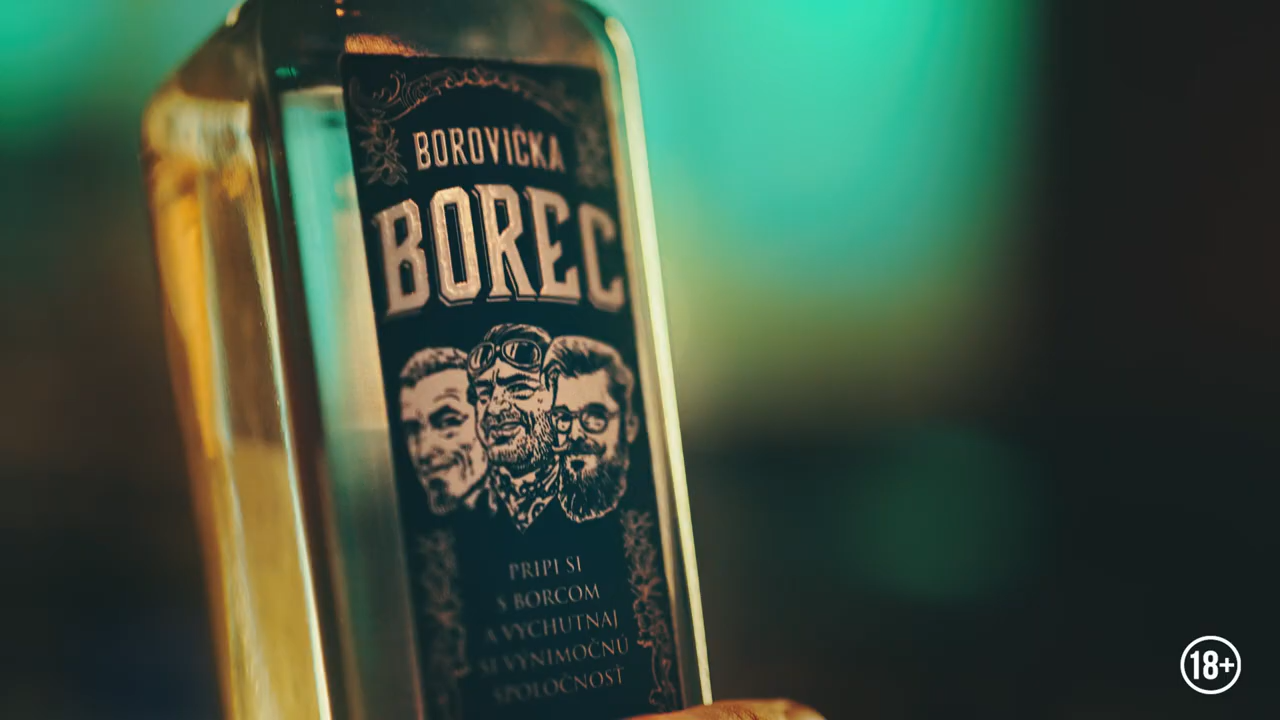 BOROVIČKA
BOREC
PRIPI SI
S BORCOM
A VYCHUTNAJ
SI VÝNIMOČNÚ
SPOLOČNOSŤ
18+